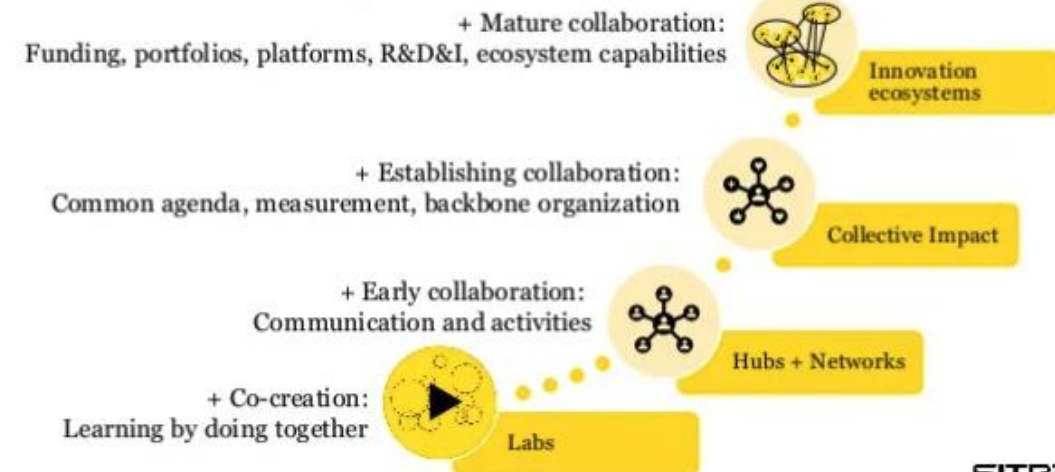 + Mature collaboration:
Funding, portfolios, platforms, R&D&I, ecosystem capabilities
Innovation
ecosystems
+ Establishing collaboration:
Common agenda, measurement, backbone organization
Collective Impact
+ Early collaboration:
Communication and activities
Hubs + Networks
+ Co-creation:
Learning by doing together
Labs